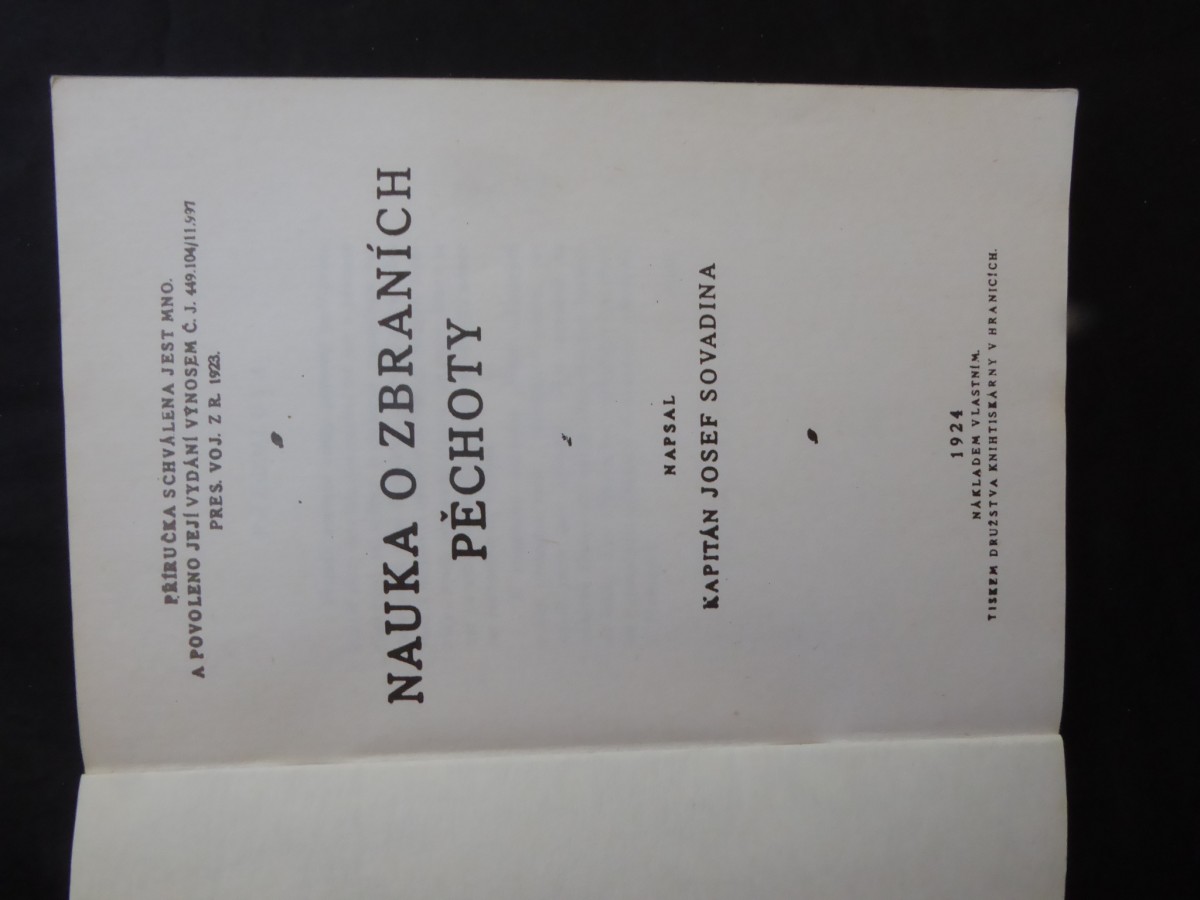 PŘÍRUČKA SCHVÁLENA JEST MNO.
A POVOLENO JEJÍ VYDÁNÍ VÝNOSEM Č. J. 449.104/11.997
PRES. VOJ. Z R. 1923.
NAUKA O ZBRANÍCH
PĚCHOTY
NAPSAL
KAPITÁN JOSEF SOVADINA
1924
NÁKLADEM VLASTNÍM.
TISKEM DRUŽSTVA KNIHTISKÁRNY V HRANICÍCH.